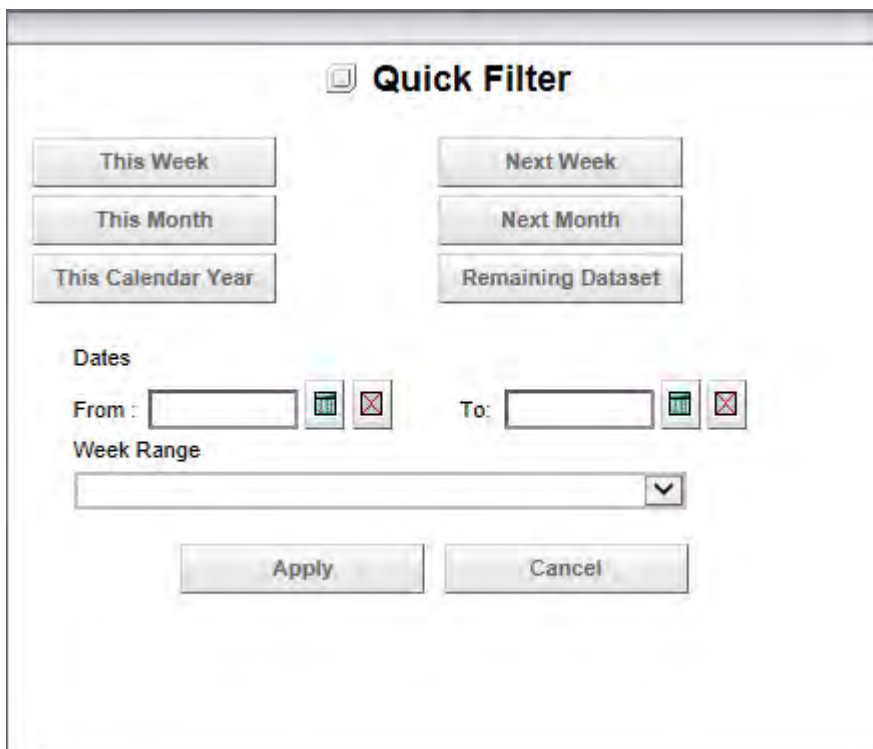 Quick Filter
This Week
Next Week
This Month
Next Month
This Calendar Year
Remaining Dataset
Dates
From :
To:
Week Range
Apply
Cancel